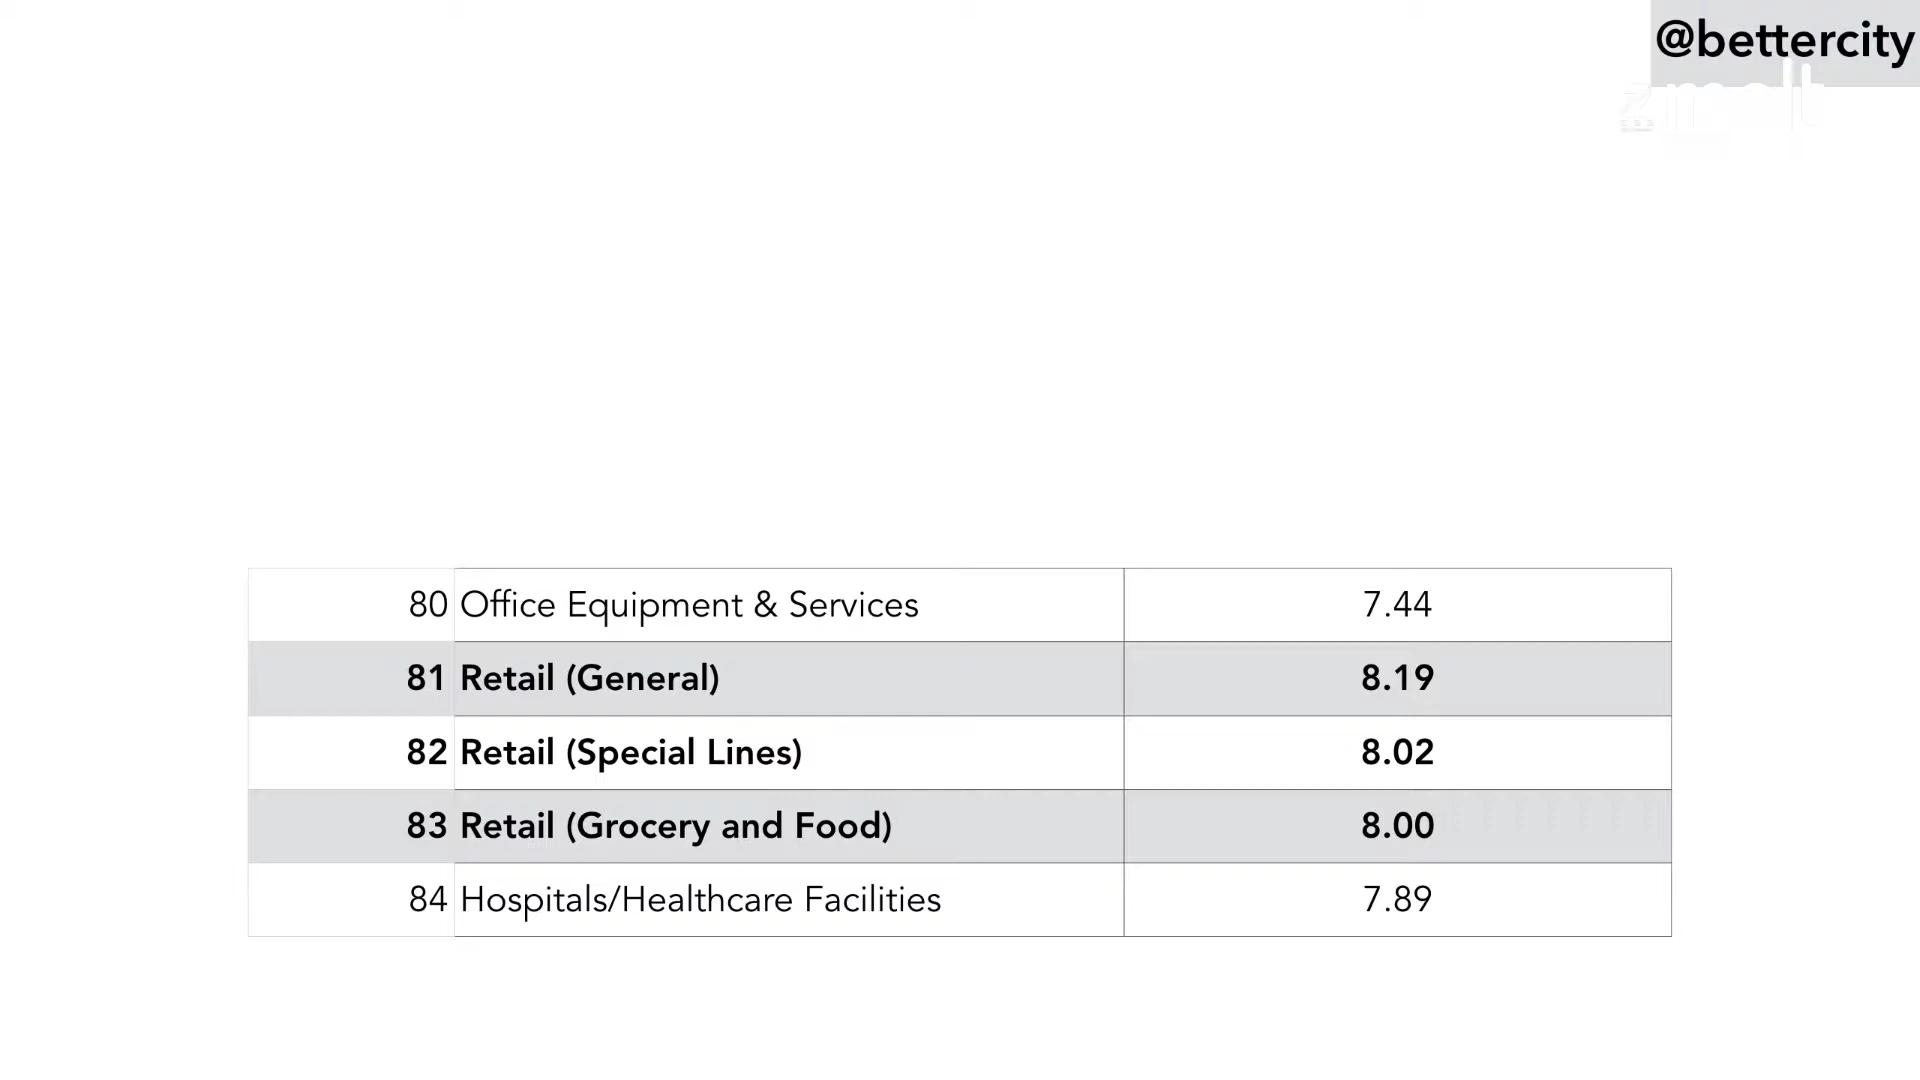 @bettercity
80 Office Equipment & Services 7.44
81 Retail (General) 8.19
82 Retail (Special Lines) 8.02
83 Retail (Grocery and Food) 8.00
84 Hospitals/Healthcare Facilities 7.89